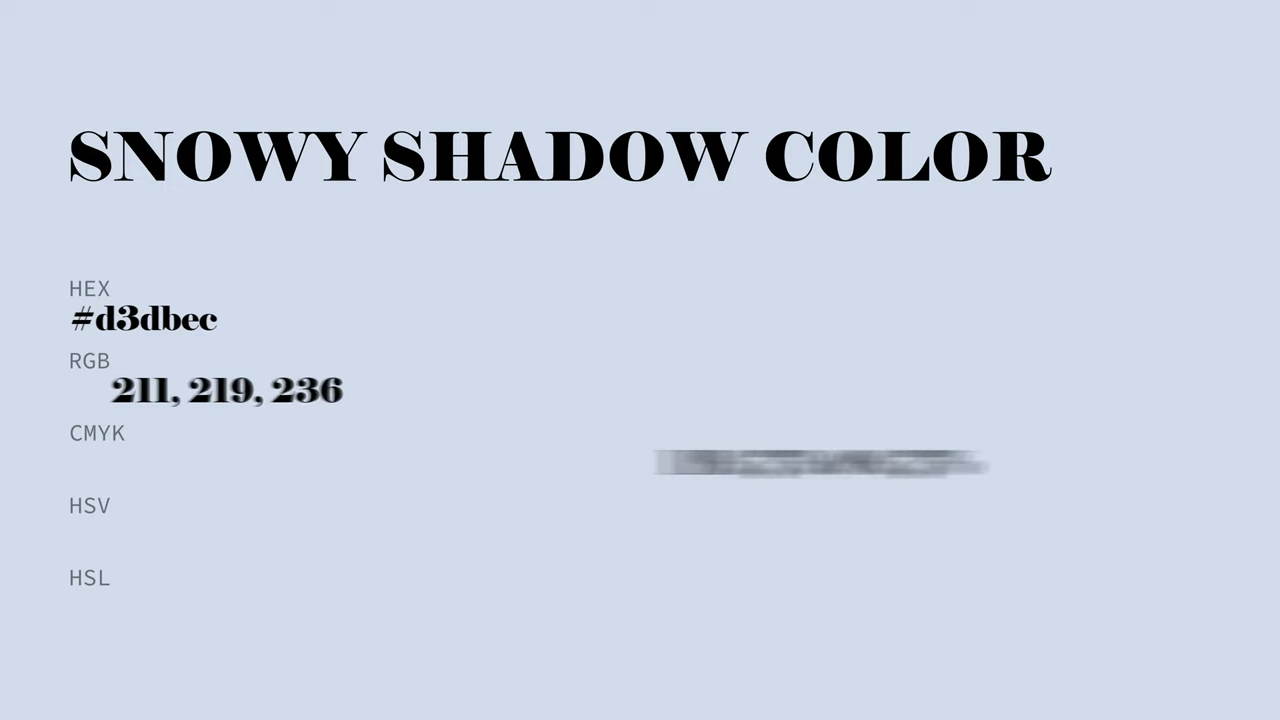 SNOWY SHADOW COLOR
HEX
#d3dbec
RGB
211, 219, 236
CMYK
HSV
HSL